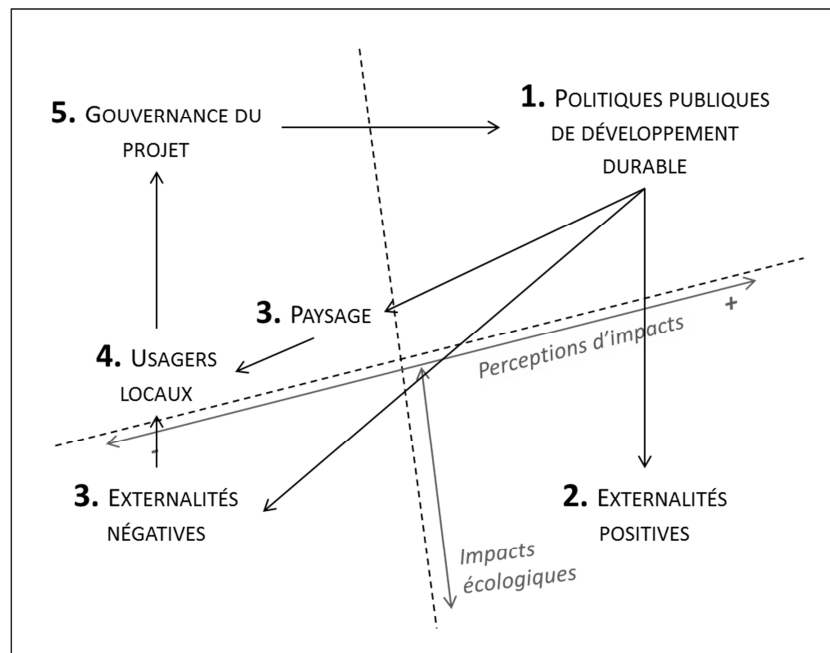 5. GOUVERNANCE DU
PROJET
1. POLITIQUES PUBLIQUES
DE DÉVELOPPEMENT
DURABLE
3. PAYSAGE
+
Perceptions d'impacts
4. USAGERS
LOCAUX
-
3. EXTERNALITÉS
NÉGATIVES
2. EXTERNALITÉS
POSITIVES
Impacts
écologiques